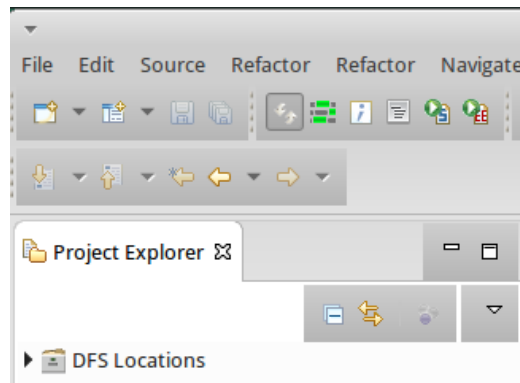 File Edit Source Refactor Refactor Navigate
Project Explorer
DFS Locations